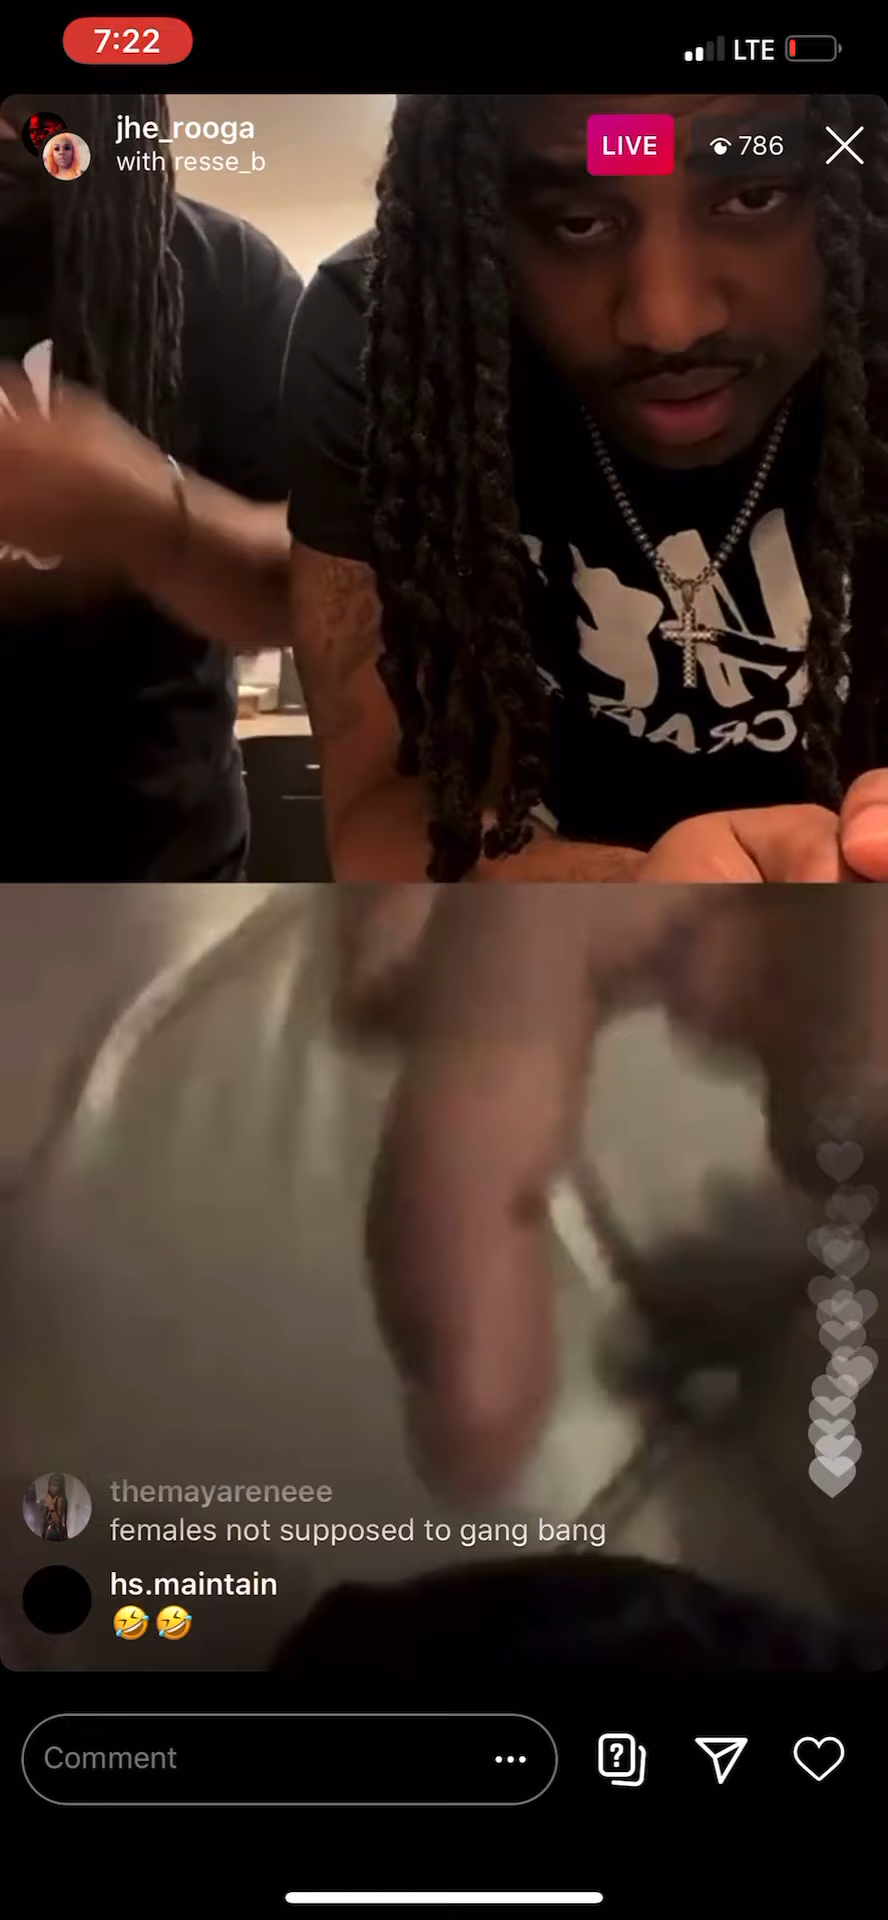 7:22
LTE
jhe_rooga
with resse_b
LIVE
786
themayareneee
females not supposed to gang bang
hs.maintain
🤣🤣
Comment